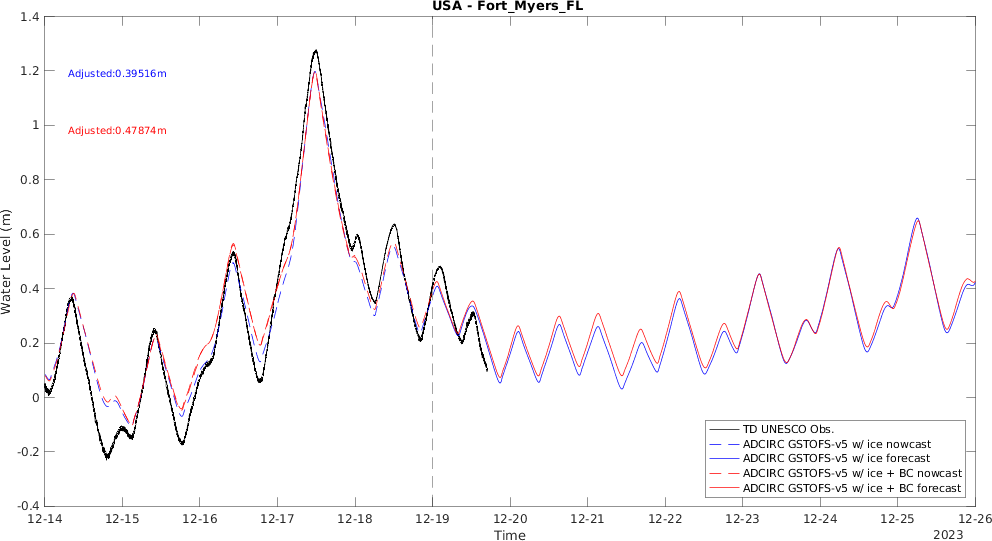 USA - Fort_Myers_FL
Adjusted:0.39516m
Adjusted:0.47874m
Water Level (m)
1.4
1.2
1
0.8
0.6
0.4
0.2
0
-0.2
-0.4
TD UNESCO Obs.
ADCIRC GSTOFS-v5 w/ ice nowcast
ADCIRC GSTOFS-v5 w/ ice forecast
ADCIRC GSTOFS-v5 w/ ice + BC nowcast
ADCIRC GSTOFS-v5 w/ ice + BC forecast
12-14 12-15 12-16 12-17 12-18 12-19 12-20 12-21 12-22 12-23 12-24 12-25 12-26
Time
2023